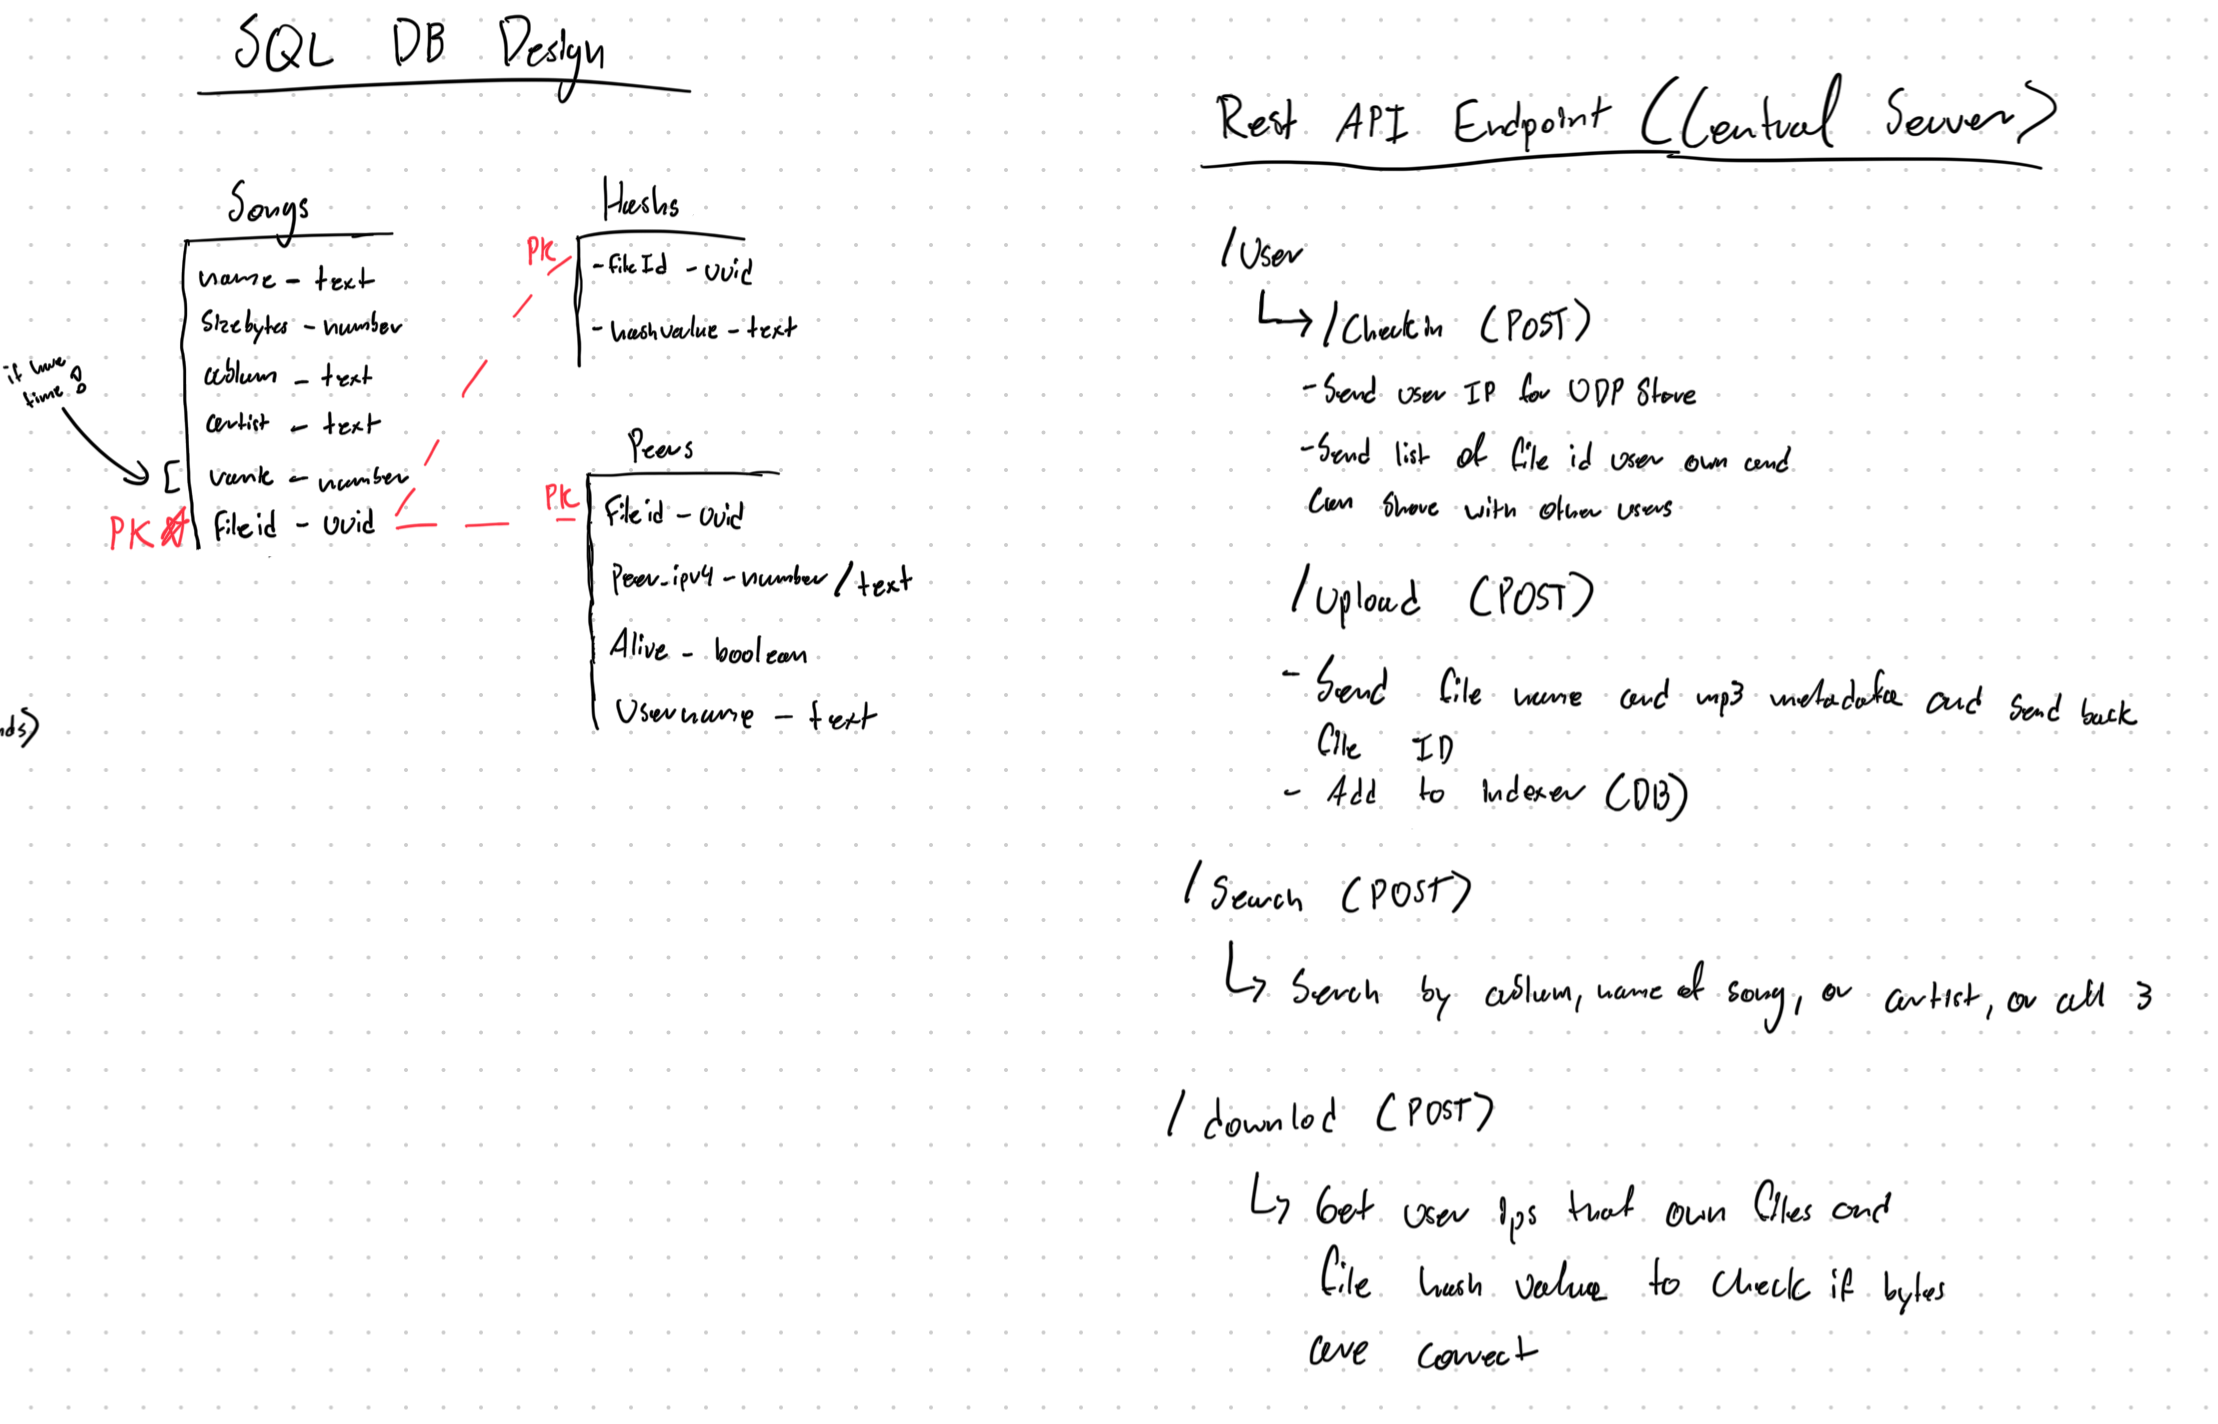 SQL DB Design
Songs
name - text
Sizebytes - number
album - text
artist - text
if have
time :
[ rank - number
PK
fileid - uuid
Hashs
PK
- fileId - uuid
- hashvalue - text
Peers
PK
Fileid - uuid
Peer_ipv4 - number / text
Alive - boolean
Username - text
nds)
Rest API Endpoint (Central Server)
/User
/Checkin (POST)
- Send user IP for UDP Store
- Send list of file id user own and
Can Share with other users
/Upload (POST)
- Send file name and mp3 metadata and send back
file ID
- Add to indexer (DB)
/Search (POST)
Serch by album, name of song, or artist, or all 3
/downlod (POST)
Get user ips that own files and
file hash value to check if bytes
are correct